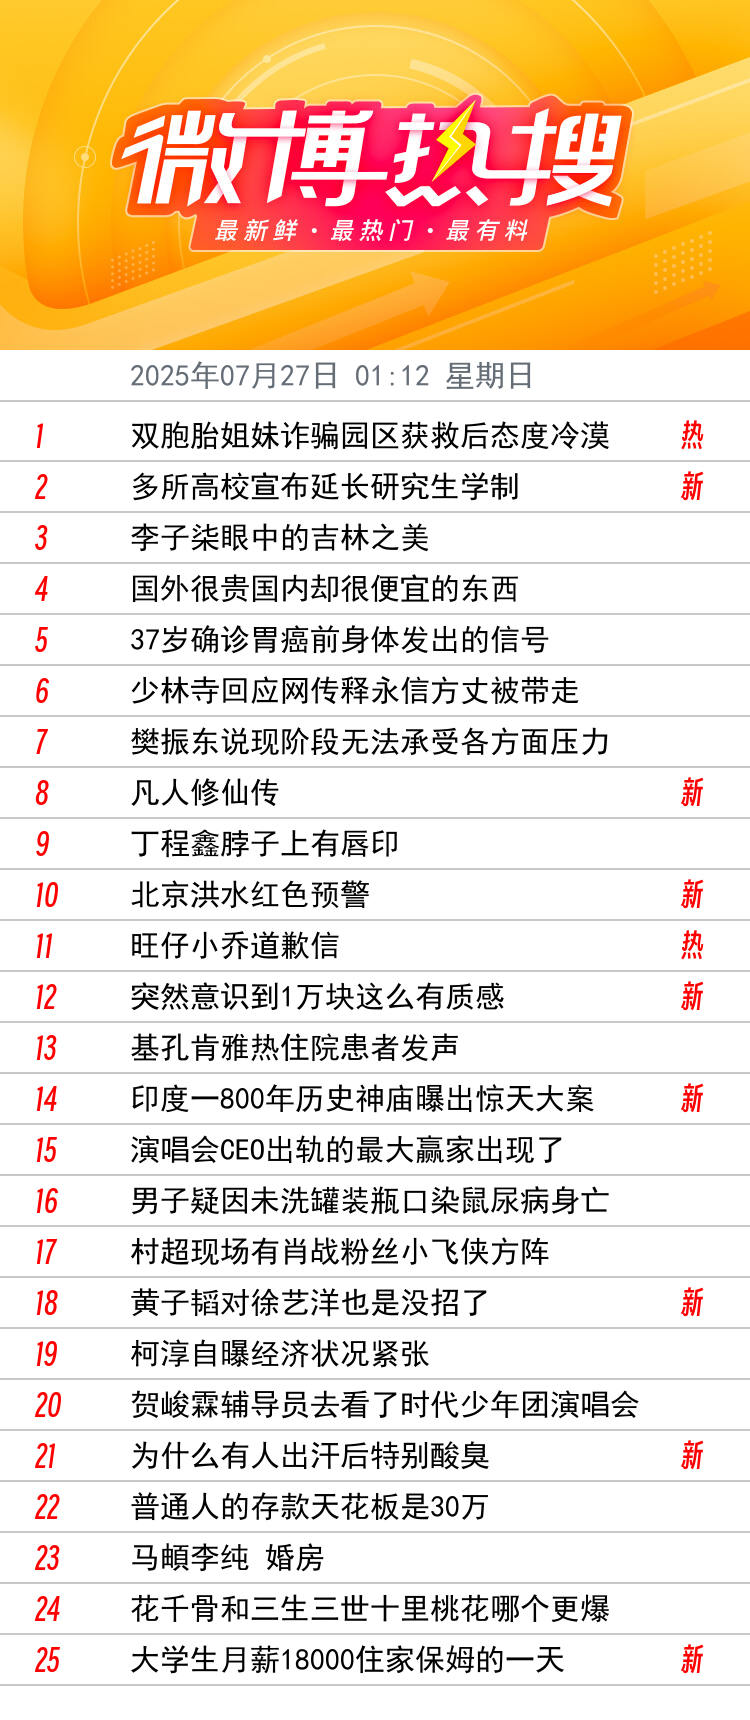 微博热搜
最新鲜·最热门·最有料
2025年07月27日 01:12 星期日
1 双胞胎姐妹诈骗园区获救后态度冷漠 热
2 多所高校宣布延长研究生学制 新
3 李子柒眼中的吉林之美
4 国外很贵国内却很便宜的东西
5 37岁确诊胃癌前身体发出的信号
6 少林寺回应网传释永信方丈被带走
7 樊振东说现阶段无法承受各方面压力
8 凡人修仙传 新
9 丁程鑫脖子上有唇印
10 北京洪水红色预警 新
11 旺仔小乔道歉信 热
12 突然意识到1万块这么有质感 新
13 基孔肯雅热住院患者发声
14 印度一800年历史神庙曝出惊天大案 新
15 演唱会CEO出轨的最大赢家出现了
16 男子疑因未洗罐装瓶口染鼠尿病身亡
17 村超现场有肖战粉丝小飞侠方阵
18 黄子韬对徐艺洋也是没招了 新
19 柯淳自曝经济状况紧张
20 贺峻霖辅导员去看了时代少年团演唱会
21 为什么有人出汗后特别酸臭 新
22 普通人的存款天花板是30万
23 马頔李纯 婚房
24 花千骨和三生三世十里桃花哪个更爆
25 大学生月薪18000住家保姆的一天 新